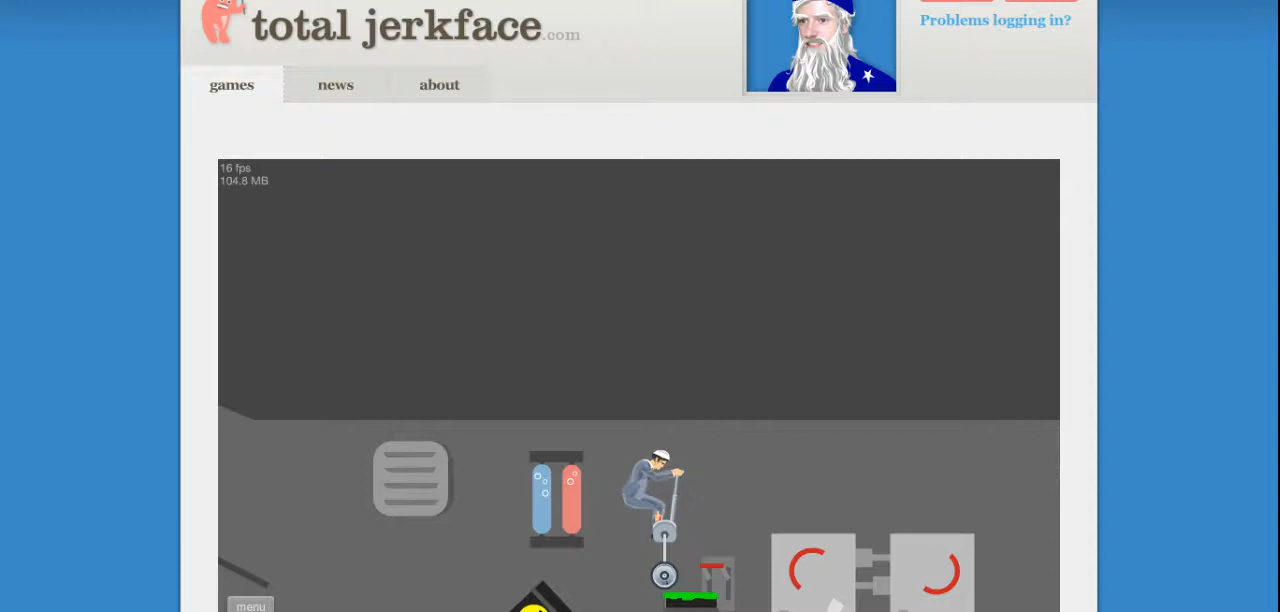 total jerkface.com
Problems logging in?
games
news
about
16 fps
104.8 MB
menu